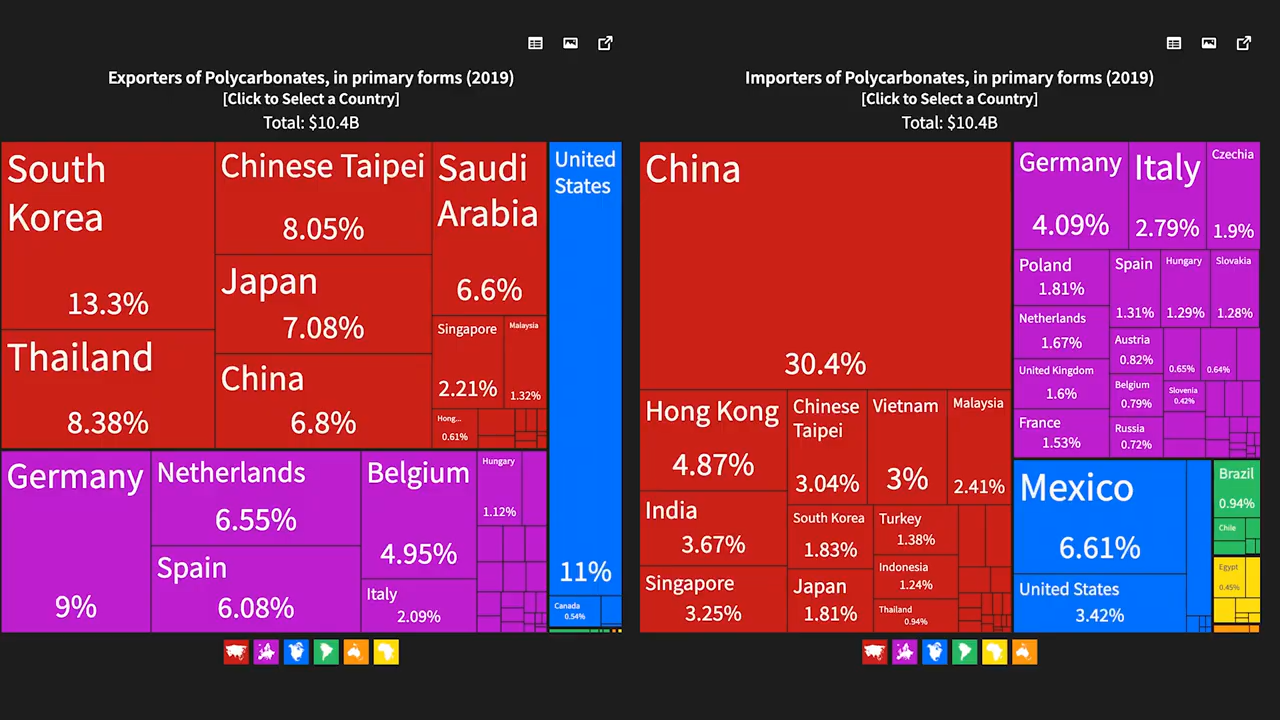 Exporters of Polycarbonates, in primary forms (2019)
[Click to Select a Country]
Total: $10.4B
South
Korea
13.3%
Thailand
8.38%
Chinese Taipei
8.05%
Japan
7.08%
China
6.8%
Saudi
Arabia
6.6%
Singapore
2.21%
Malaysia
1.32%
Hong...
0.61%
Germany
9%
Netherlands
6.55%
Spain
6.08%
Belgium
4.95%
Italy
2.09%
Hungary
1.12%
United
States
11%
Canada
0.54%
Importers of Polycarbonates, in primary forms (2019)
[Click to Select a Country]
Total: $10.4B
China
30.4%
Hong Kong
4.87%
India
3.67%
Singapore
3.25%
Chinese
Taipei
3.04%
Vietnam
3%
Malaysia
2.41%
South Korea
1.83%
Japan
1.81%
Turkey
1.38%
Indonesia
1.24%
Thailand
0.94%
Germany
4.09%
Italy
2.79%
Czechia
1.9%
Poland
1.81%
Netherlands
1.67%
United Kingdom
1.6%
France
1.53%
Spain
1.31%
Hungary
1.29%
Slovakia
1.28%
Austria
0.82%
Belgium
0.79%
Russia
0.72%
0.65%
0.64%
Slovenia
0.42%
Mexico
6.61%
United States
3.42%
Brazil
0.94%
Chile
Egypt
0.45%